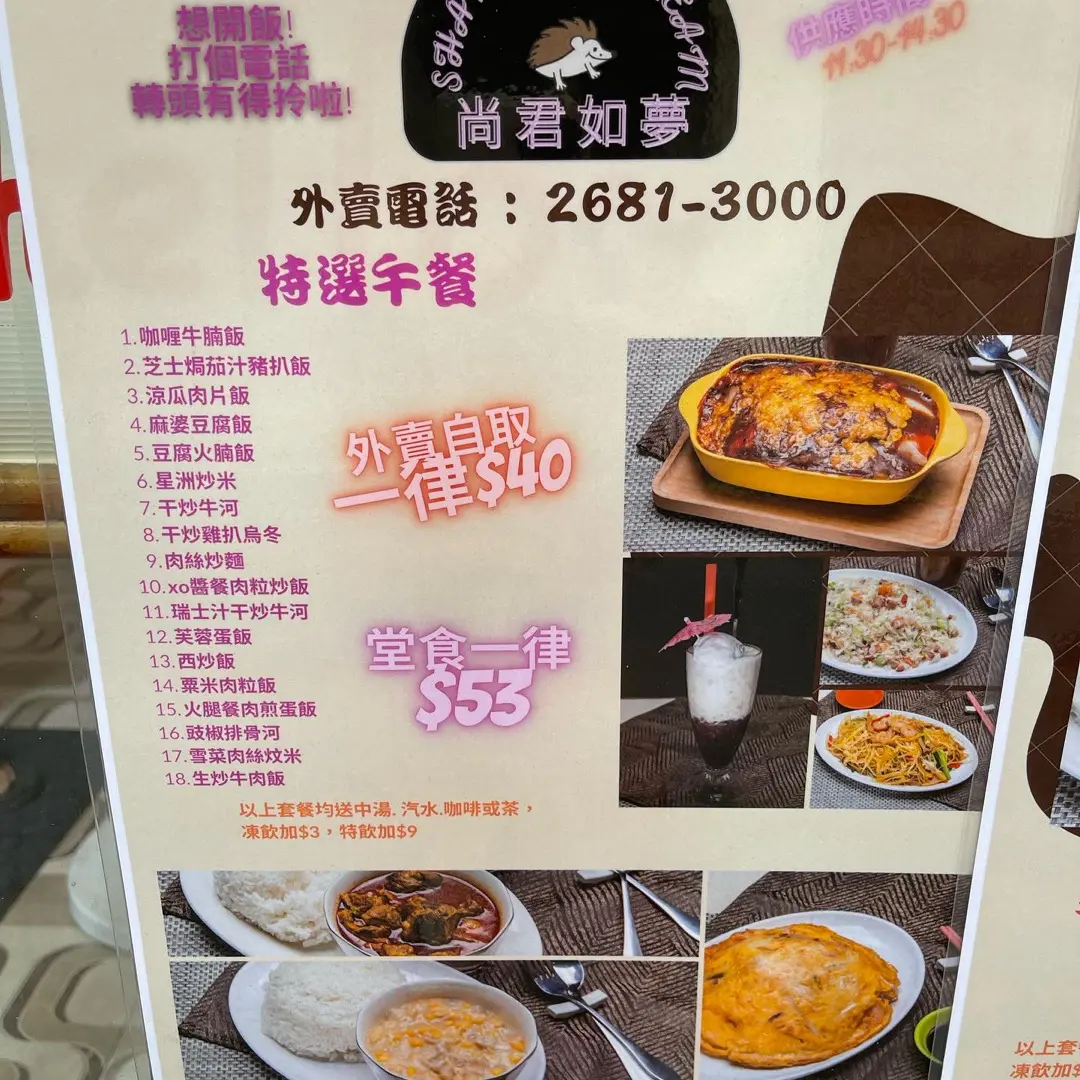 想開飯!
打個電話
轉頭有得拎啦!
尚君如夢
供應時間
11.30-14.30
外賣電話：2681-3000
特選午餐
1.咖喱牛腩飯
2.芝士焗茄汁豬扒飯
3.涼瓜肉片飯
4.麻婆豆腐飯
5.豆腐火腩飯
6.星洲炒米
7.干炒牛河
8.干炒雞扒烏冬
9.肉絲炒麵
10.xo醬餐肉粒炒飯
11.瑞士汁干炒牛河
12.芙蓉蛋飯
13.西炒飯
14.粟米肉粒飯
15.火腿餐肉煎蛋飯
16.豉椒排骨河
17.雪菜肉絲炆米
18.生炒牛肉飯
外賣自取
一律$40
堂食一律
$53
以上套餐均送中湯. 汽水.咖啡或茶，
凍飲加$3，特飲加$9
以上套
凍飲加$